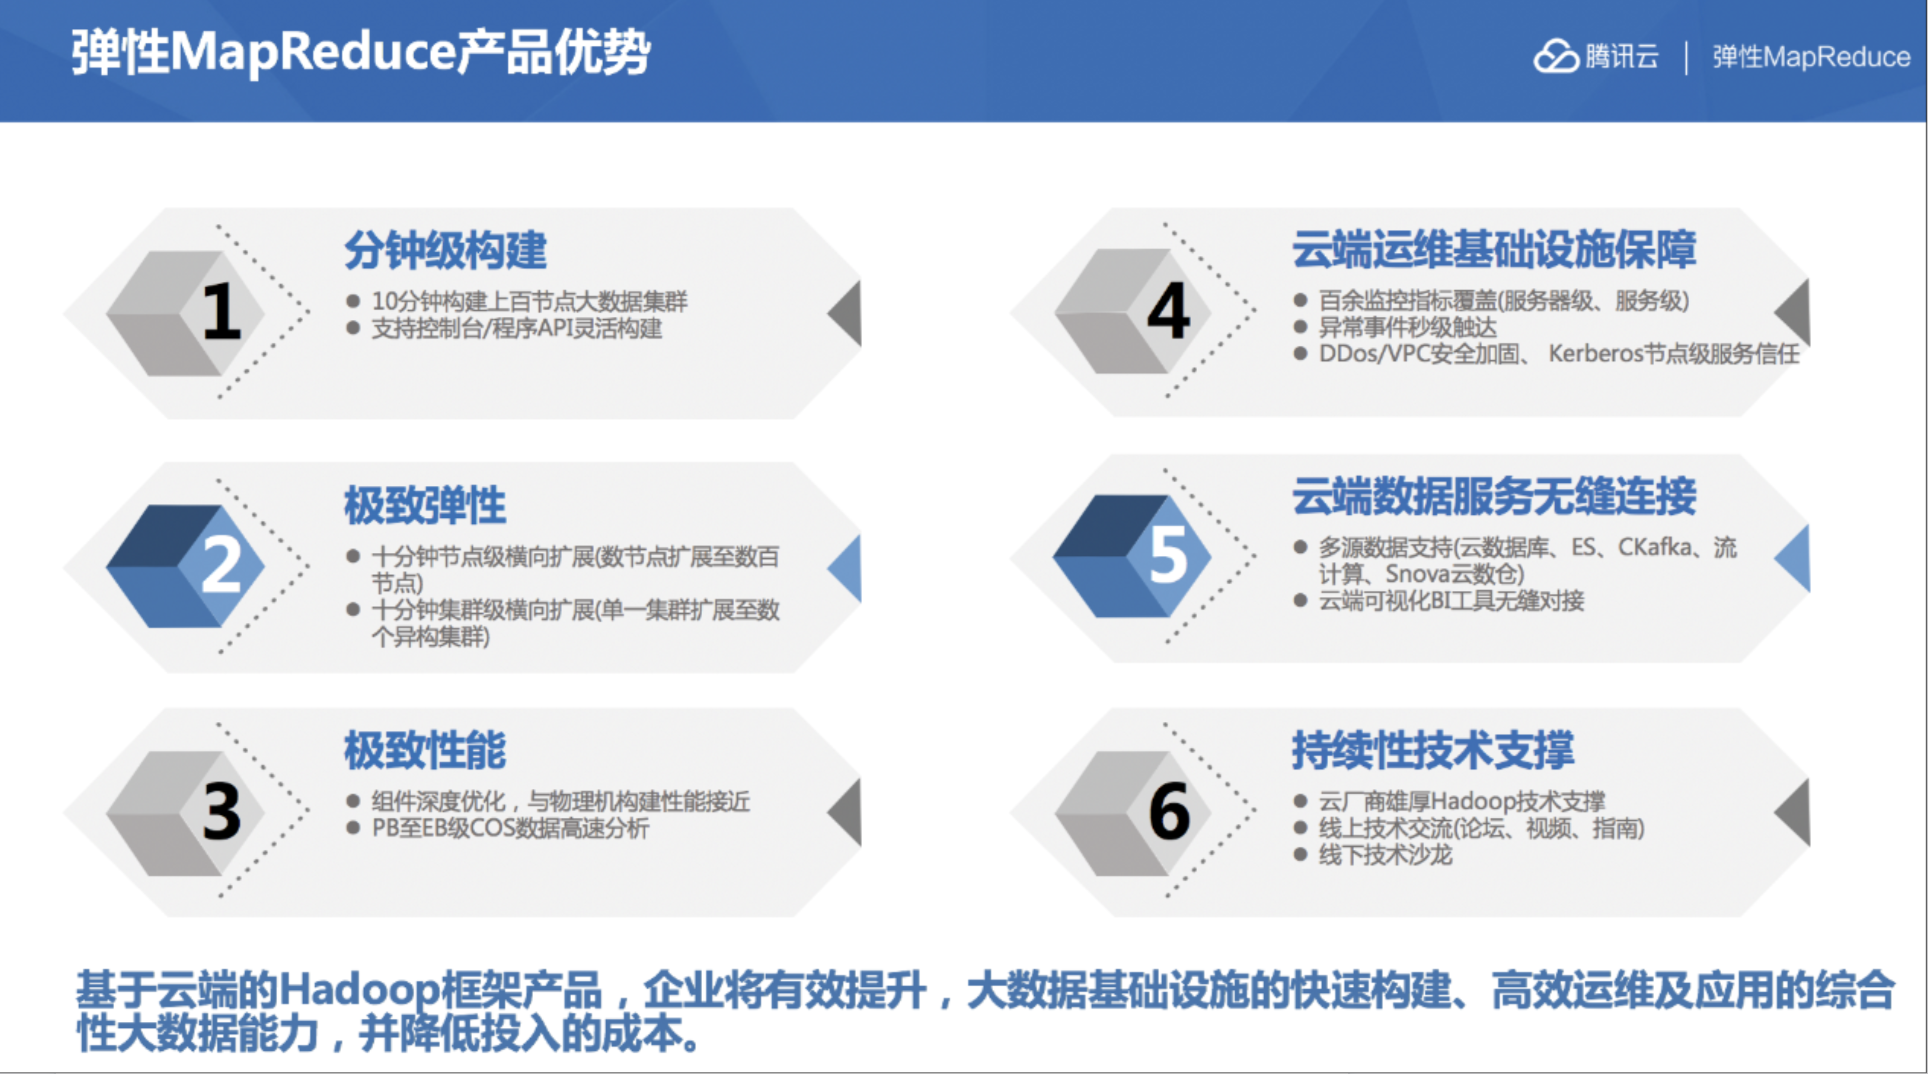 弹性MapReduce产品优势
腾讯云 | 弹性MapReduce
1
分钟级构建
● 10分钟构建上百节点大数据集群
● 支持控制台/程序API灵活构建
2
极致弹性
● 十分钟节点级横向扩展(数节点扩展至数百
节点)
● 十分钟集群级横向扩展(单一集群扩展至数
个异构集群)
3
极致性能
● 组件深度优化，与物理机构建性能接近
● PB至EB级COS数据高速分析
4
云端运维基础设施保障
● 百余监控指标覆盖(服务器级、服务级)
● 异常事件秒级触达
● DDos/VPC安全加固、 Kerberos节点级服务信任
5
云端数据服务无缝连接
● 多源数据支持(云数据库、ES、CKafka、流
计算、Snova云数仓)
● 云端可视化BI工具无缝对接
6
持续性技术支撑
● 云厂商雄厚Hadoop技术支撑
● 线上技术交流(论坛、视频、指南)
● 线下技术沙龙
基于云端的Hadoop框架产品，企业将有效提升，大数据基础设施的快速构建、高效运维及应用的综合
性大数据能力，并降低投入的成本。